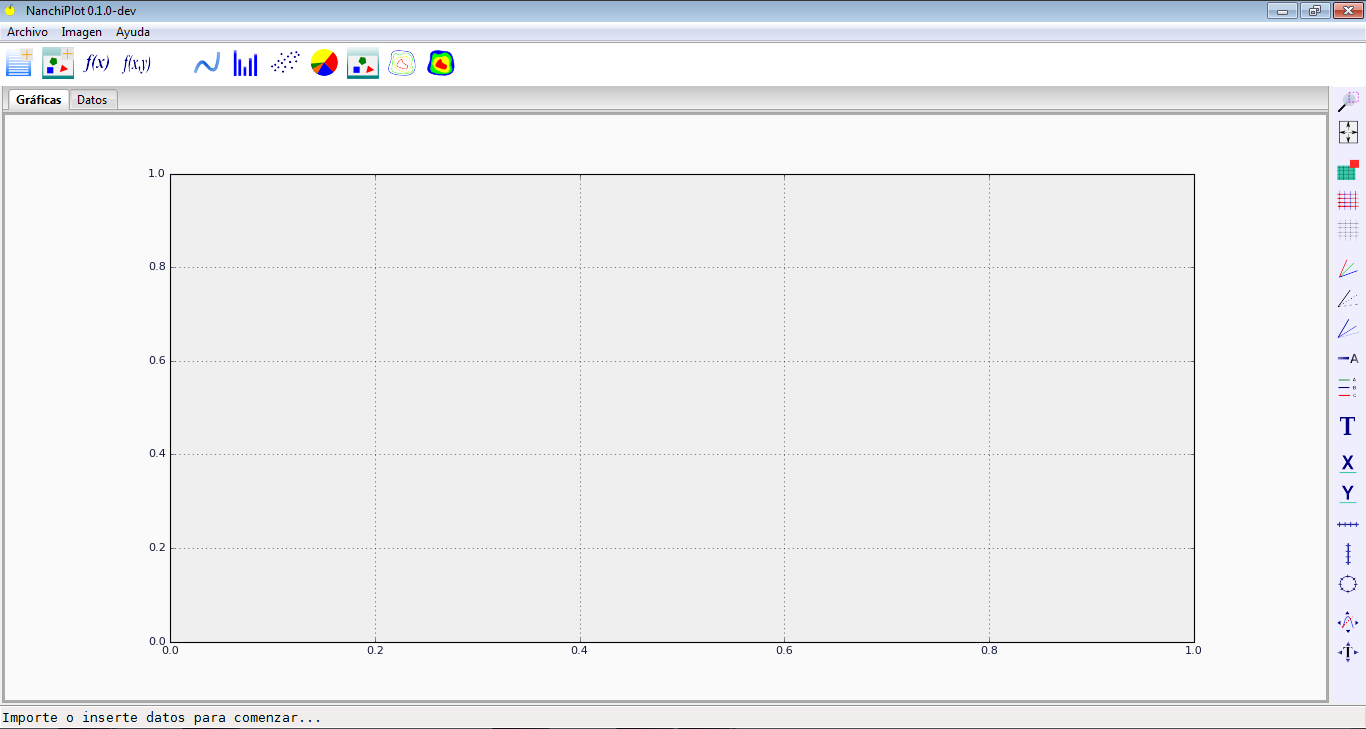 NanchiPlot 0.1.0-dev
Archivo Imagen Ayuda
f(x) f(x,y)
Gráficas Datos
1.0
0.8
0.6
0.4
0.2
0.0
0.0 0.2 0.4 0.6 0.8 1.0
A
A
B
C
T
X
Y
T
Importe o inserte datos para comenzar...